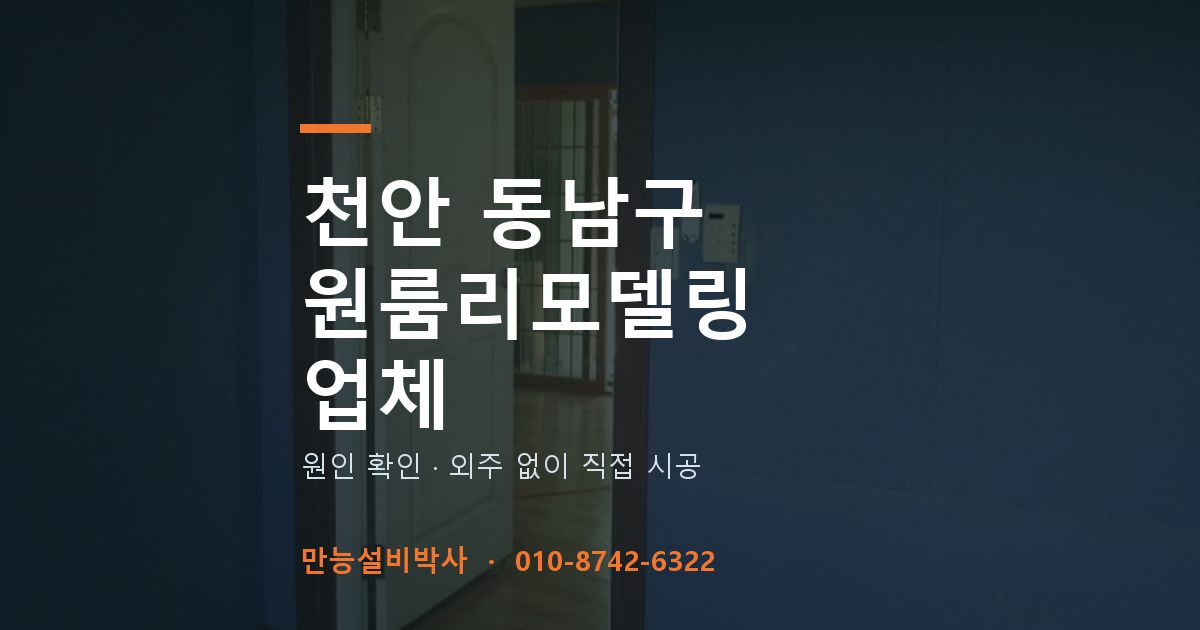 천안 동남구
원룸리모델링
업체
원인 확인 · 외주 없이 직접 시공
만능설비박사 · 010-8742-6322